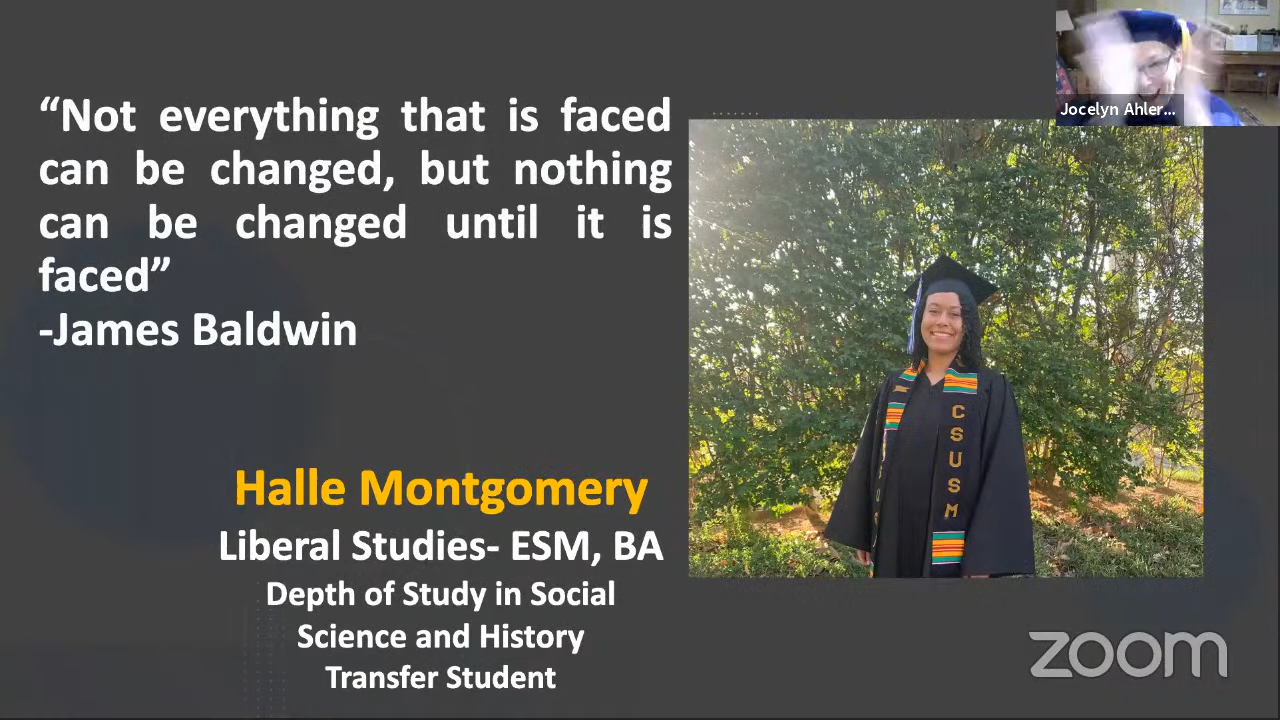 “Not everything that is faced
can be changed, but nothing
can be changed until it is
faced”
-James Baldwin
Halle Montgomery
Liberal Studies- ESM, BA
Depth of Study in Social
Science and History
Transfer Student
Jocelyn Ahler...
C
S
U
S
M
zoom